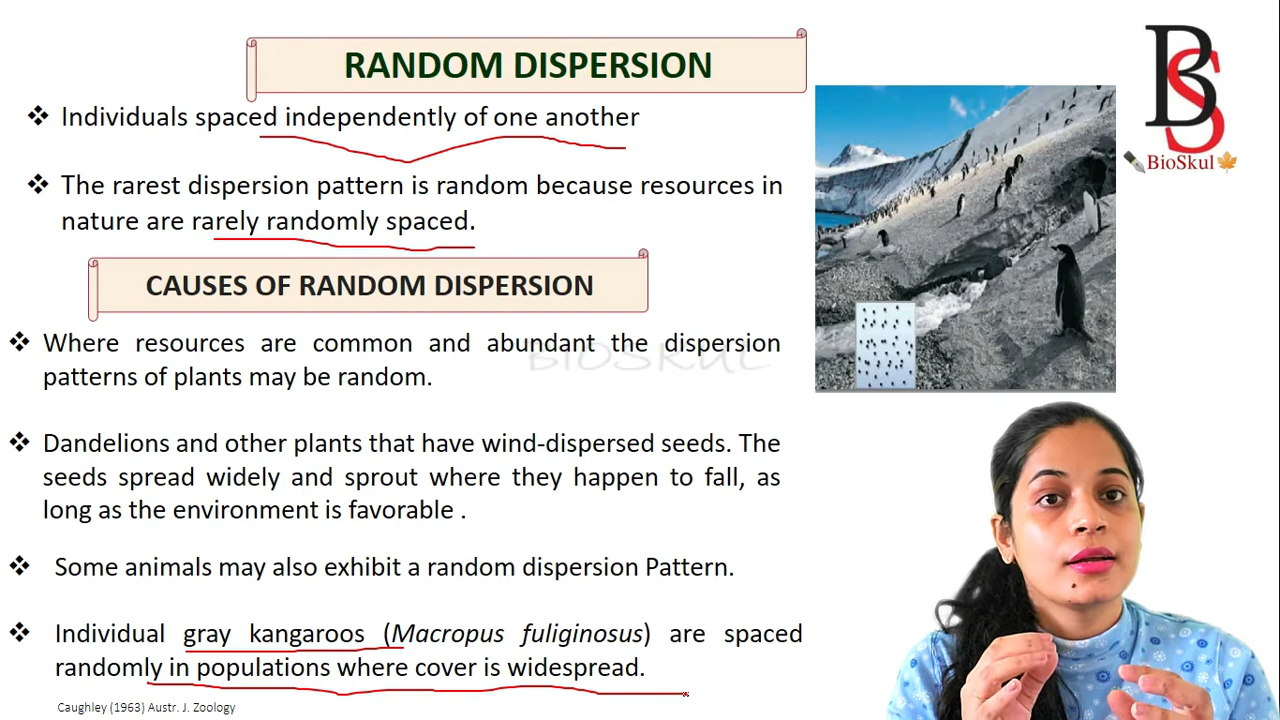 RANDOM DISPERSION
❖ Individuals spaced independently of one another
❖ The rarest dispersion pattern is random because resources in
nature are rarely randomly spaced.
CAUSES OF RANDOM DISPERSION
❖ Where resources are common and abundant the dispersion
patterns of plants may be random.
❖ Dandelions and other plants that have wind-dispersed seeds. The
seeds spread widely and sprout where they happen to fall, as
long as the environment is favorable .
❖ Some animals may also exhibit a random dispersion Pattern.
❖ Individual gray kangaroos (Macropus fuliginosus) are spaced
randomly in populations where cover is widespread.
Caughley (1963) Austr. J. Zoology
BS
BioSkul
BIOSKUL